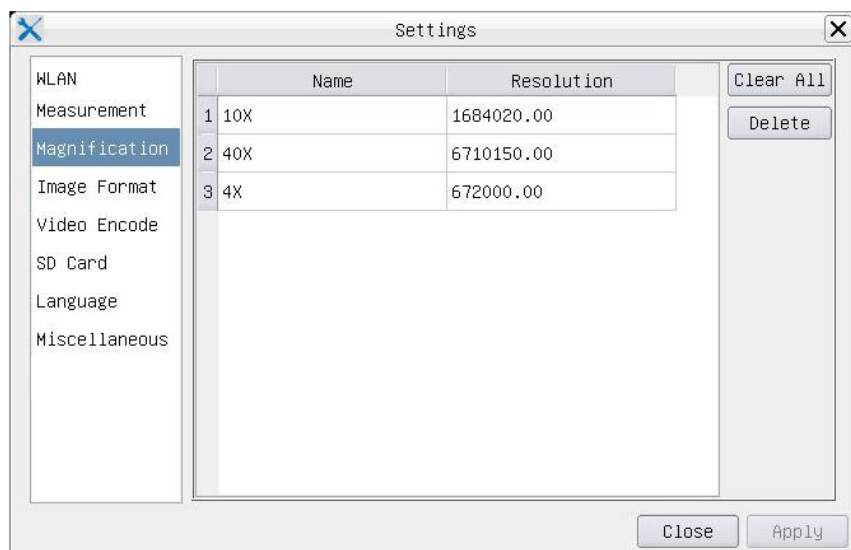 Settings
WLAN
Measurement
Magnification
Image Format
Video Encode
SD Card
Language
Miscellaneous
Name Resolution
1 10X 1684020.00
2 40X 6710150.00
3 4X 672000.00
Clear All
Delete
Close Apply